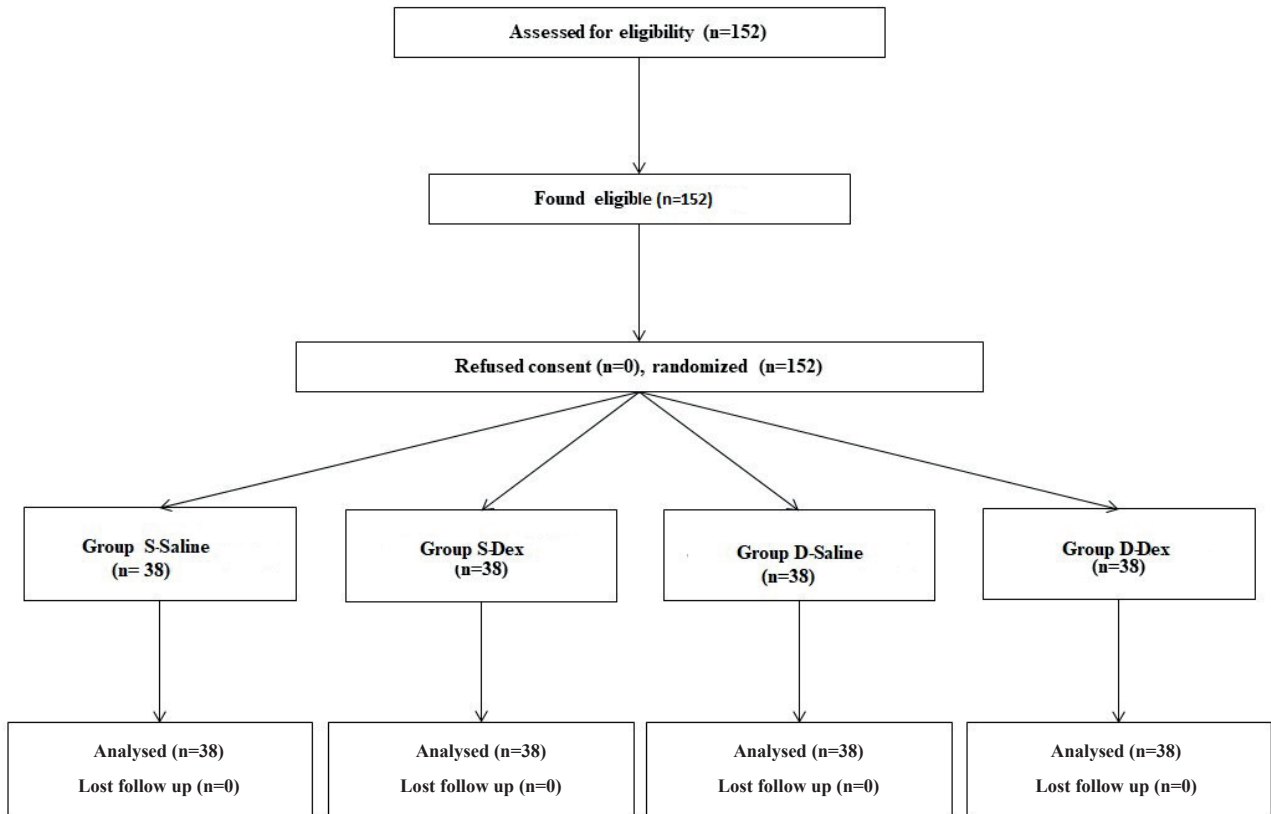 Assessed for eligibility (n=152)
Found eligible (n=152)
Refused consent (n=0), randomized (n=152)
Group S-Saline
(n= 38)
Group S-Dex
(n=38)
Group D-Saline
(n=38)
Group D-Dex
(n=38)
Analysed (n=38)
Lost follow up (n=0)
Analysed (n=38)
Lost follow up (n=0)
Analysed (n=38)
Lost follow up (n=0)
Analysed (n=38)
Lost follow up (n=0)